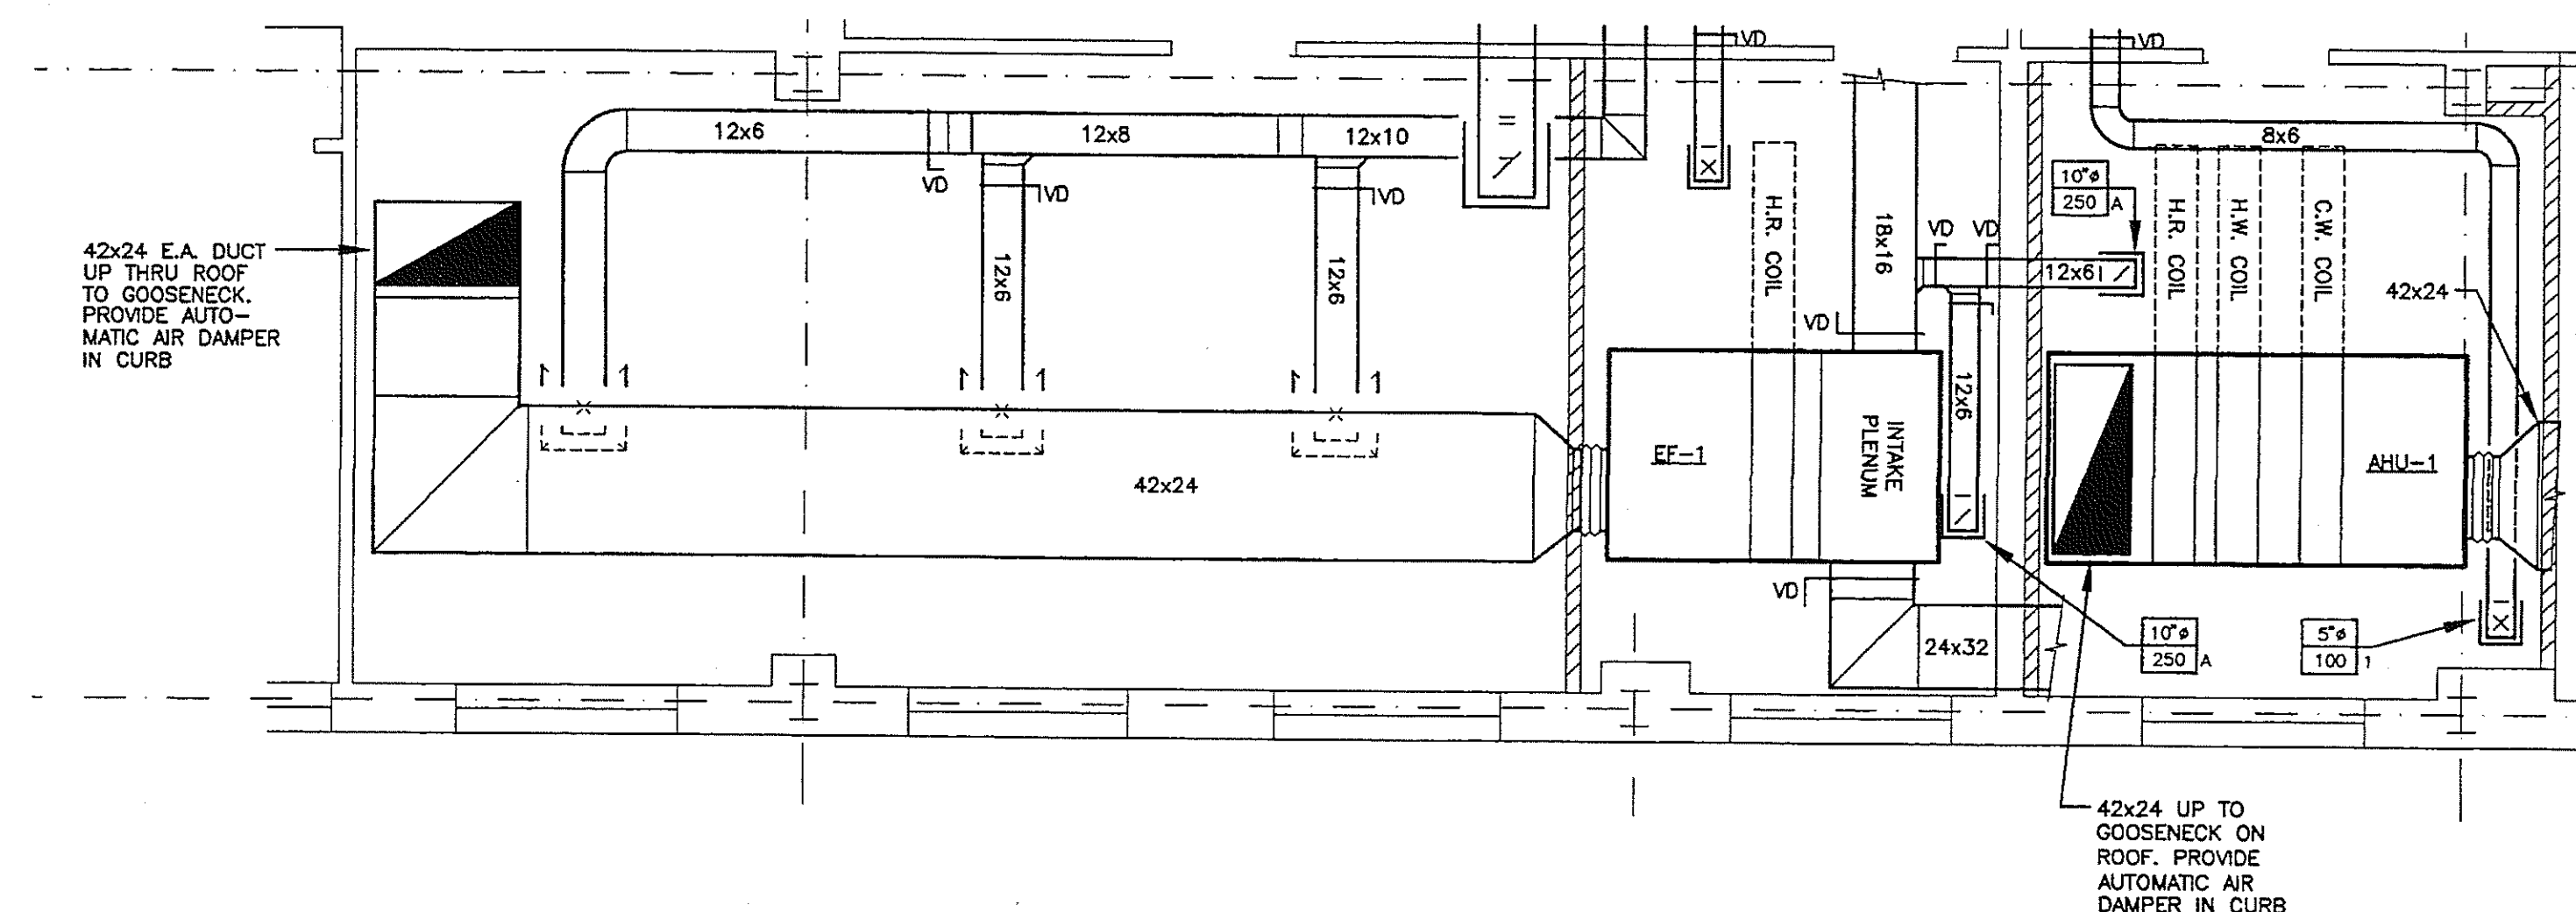 VD
VD
12x6
12x8
12x10
8x6
VD
VD
VD
10"ø
250 A
42x24 E.A. DUCT
UP THRU ROOF
TO GOOSENECK.
PROVIDE AUTO-
MATIC AIR DAMPER
IN CURB
12x6
12x6
H.R. COIL
18x16
VD VD
12x6
H.R. COIL
H.W. COIL
C.W. COIL
42x24
VD
12x6
1
1
1
EF-1
INTAKE
PLENUM
AHU-1
42x24
VD
24x32
10"ø
250 A
5"ø
100 1
42x24 UP TO
GOOSENECK ON
ROOF. PROVIDE
AUTOMATIC AIR
DAMPER IN CURB